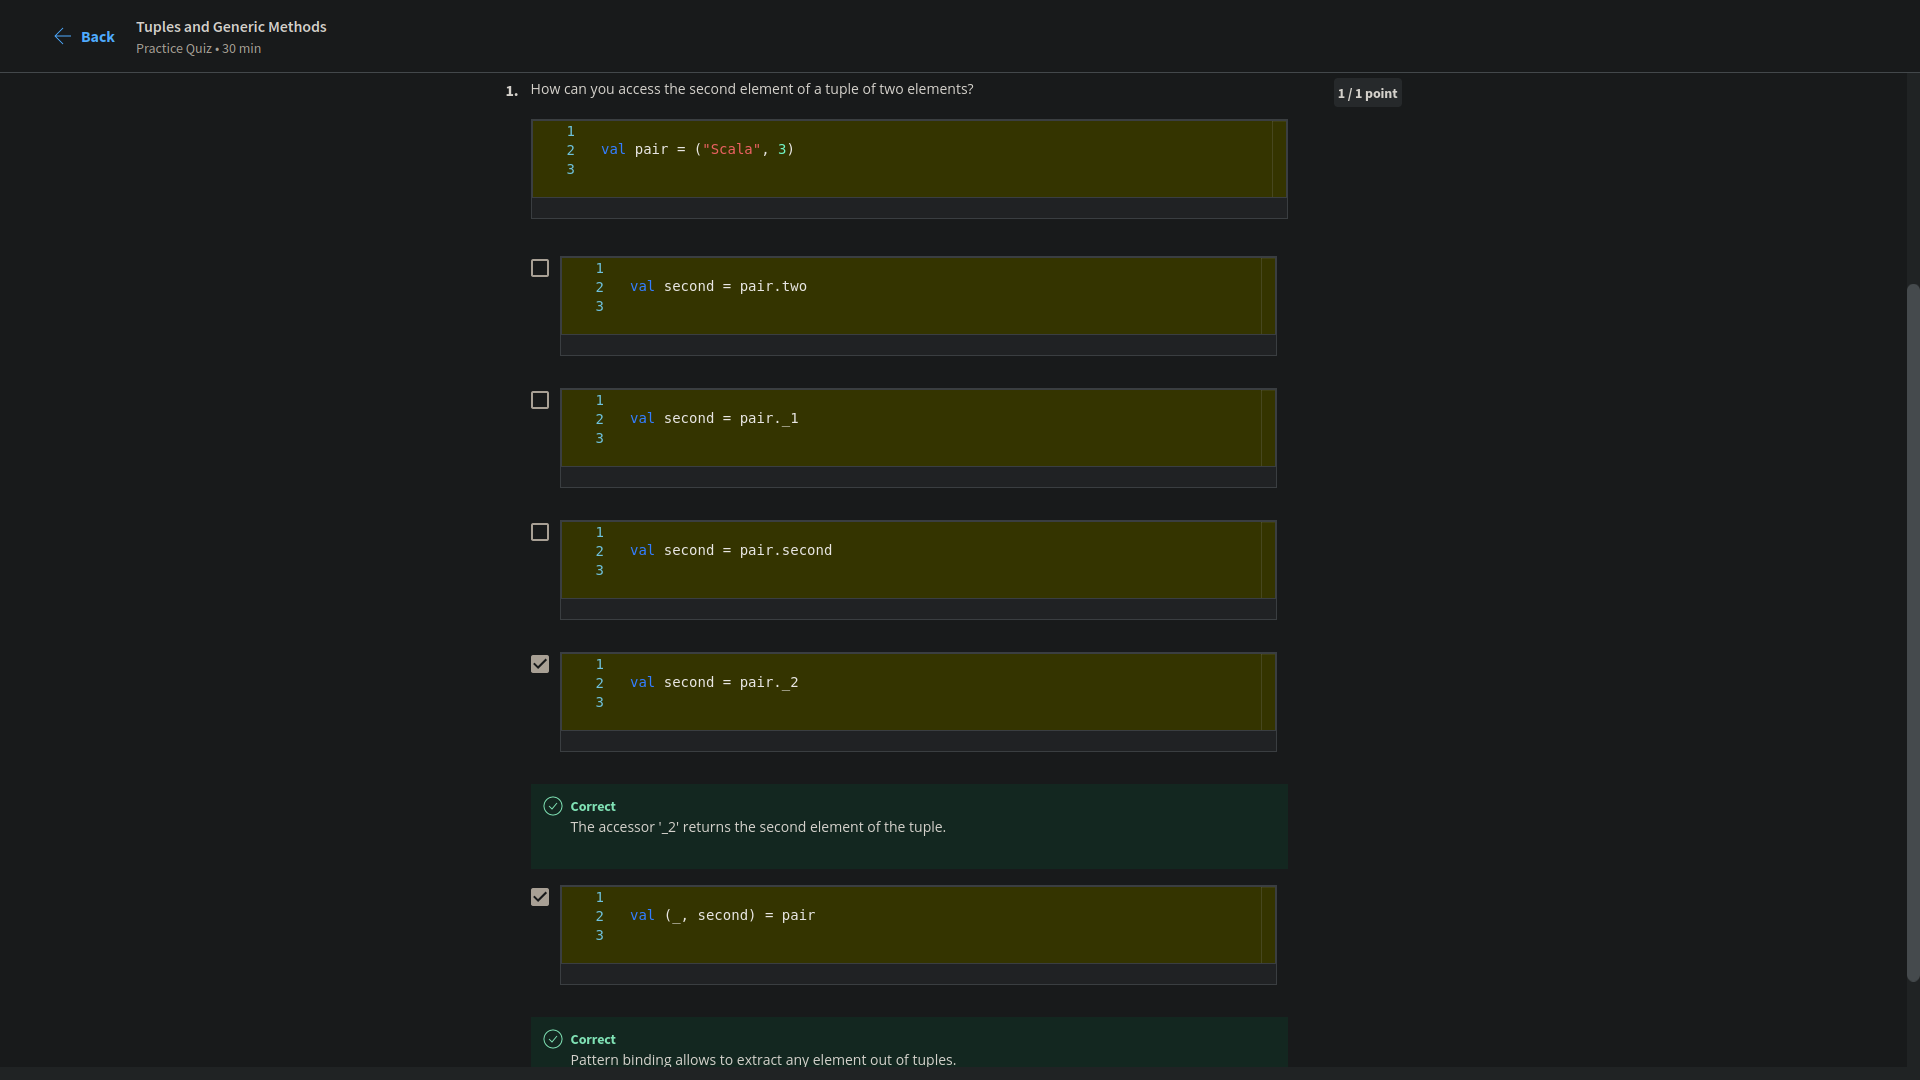 Back
Tuples and Generic Methods
Practice Quiz • 30 min
1. How can you access the second element of a tuple of two elements?
1 / 1 point
1
2 val pair = ("Scala", 3)
3
1
2 val second = pair.two
3
1
2 val second = pair._1
3
1
2 val second = pair.second
3
1
2 val second = pair._2
3
Correct
The accessor '_2' returns the second element of the tuple.
1
2 val (_, second) = pair
3
Correct
Pattern binding allows to extract any element out of tuples.